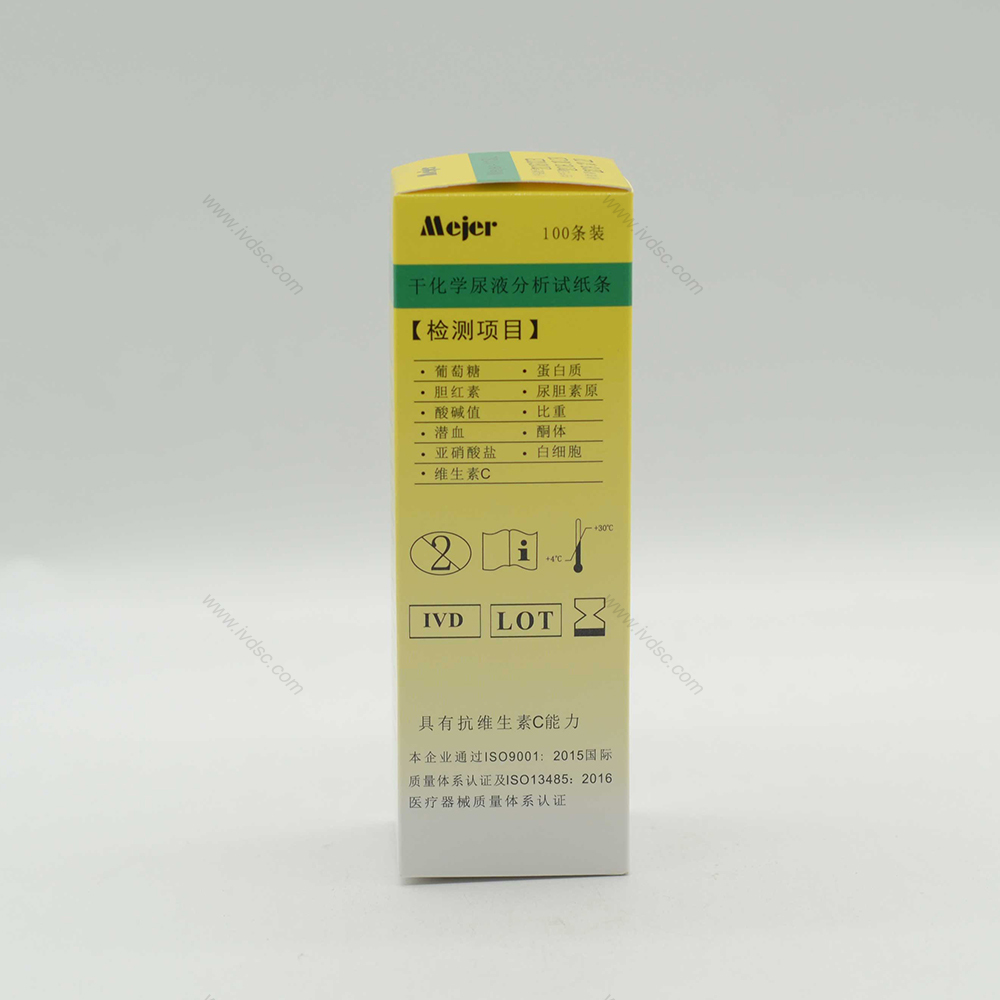 Mejer
100条装
干化学尿液分析试纸条
【检测项目】
· 葡萄糖 · 蛋白质
· 胆红素 · 尿胆素原
· 酸碱值 · 比重
· 潜血 · 酮体
· 亚硝酸盐 · 白细胞
· 维生素C
2
i
+4℃
+30℃
IVD
LOT
具有抗维生素C能力
本企业通过ISO9001：2015国际
质量体系认证及ISO13485：2016
医疗器械质量体系认证
www.ivdsc.com
www.ivdsc.com
www.ivdsc.com
www.ivdsc.com